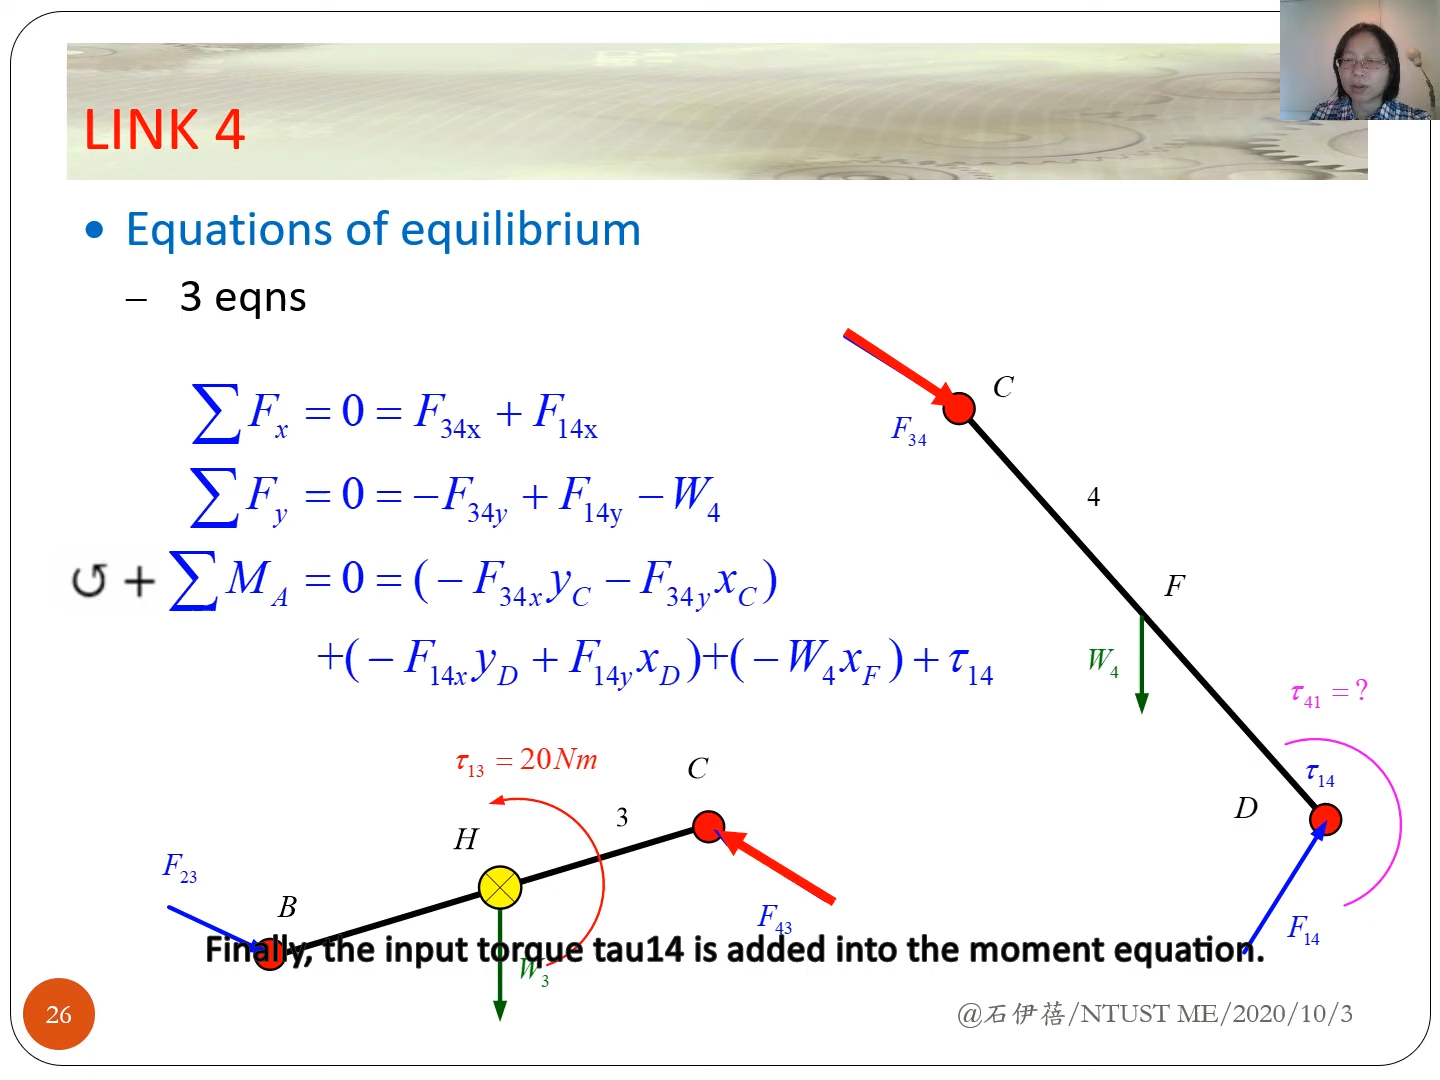 LINK 4
• Equations of equilibrium
– 3 eqns
∑ F_x = 0 = F_34x + F_14x
∑ F_y = 0 = −F_34y + F_14y − W_4
↺ + ∑ M_A = 0 = (− F_34x y_C − F_34y x_C)
+(− F_14x y_D + F_14y x_D)+(− W_4 x_F) + τ_14
C
F_34
4
F
W_4
τ_41 = ?
τ_14
D
F_14
τ_13 = 20Nm
C
3
H
F_23
B
F_43
W_3
Finally, the input torque tau14 is added into the moment equation.
26
@石伊蓓/NTUST ME/2020/10/3